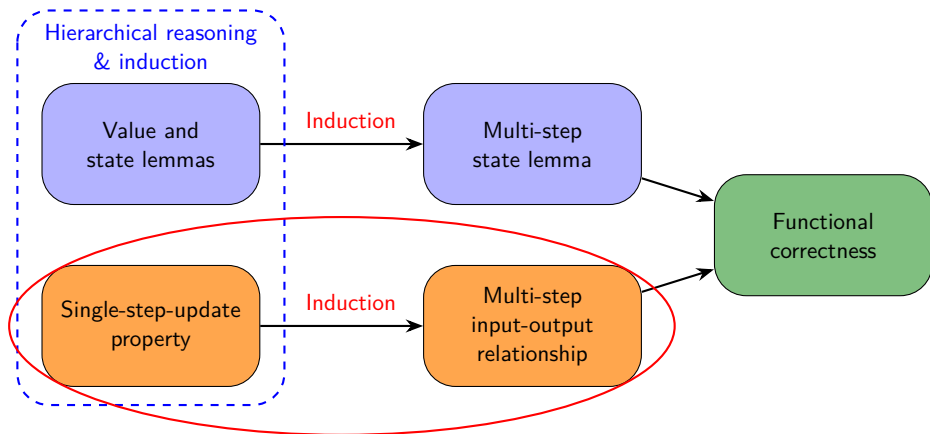 Hierarchical reasoning
& induction
Value and
state lemmas
Induction
Multi-step
state lemma
Functional
correctness
Single-step-update
property
Induction
Multi-step
input-output
relationship